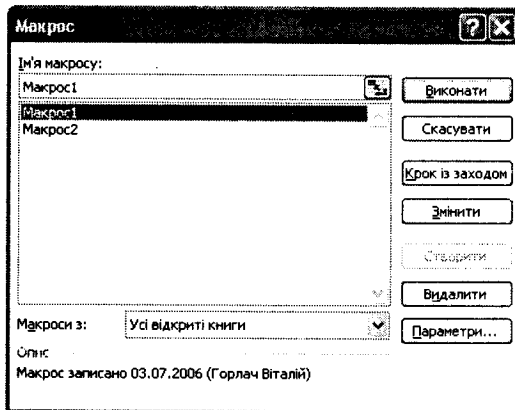 Макрос
Ім'я макросу:
Макрос1
Макрос1
Макрос2
Виконати
Скасувати
Крок із заходом
Змінити
Створити
Видалити
Параметри...
Макроси з:
Усі відкриті книги
Опис
Макрос записано 03.07.2006 (Горлач Віталій)